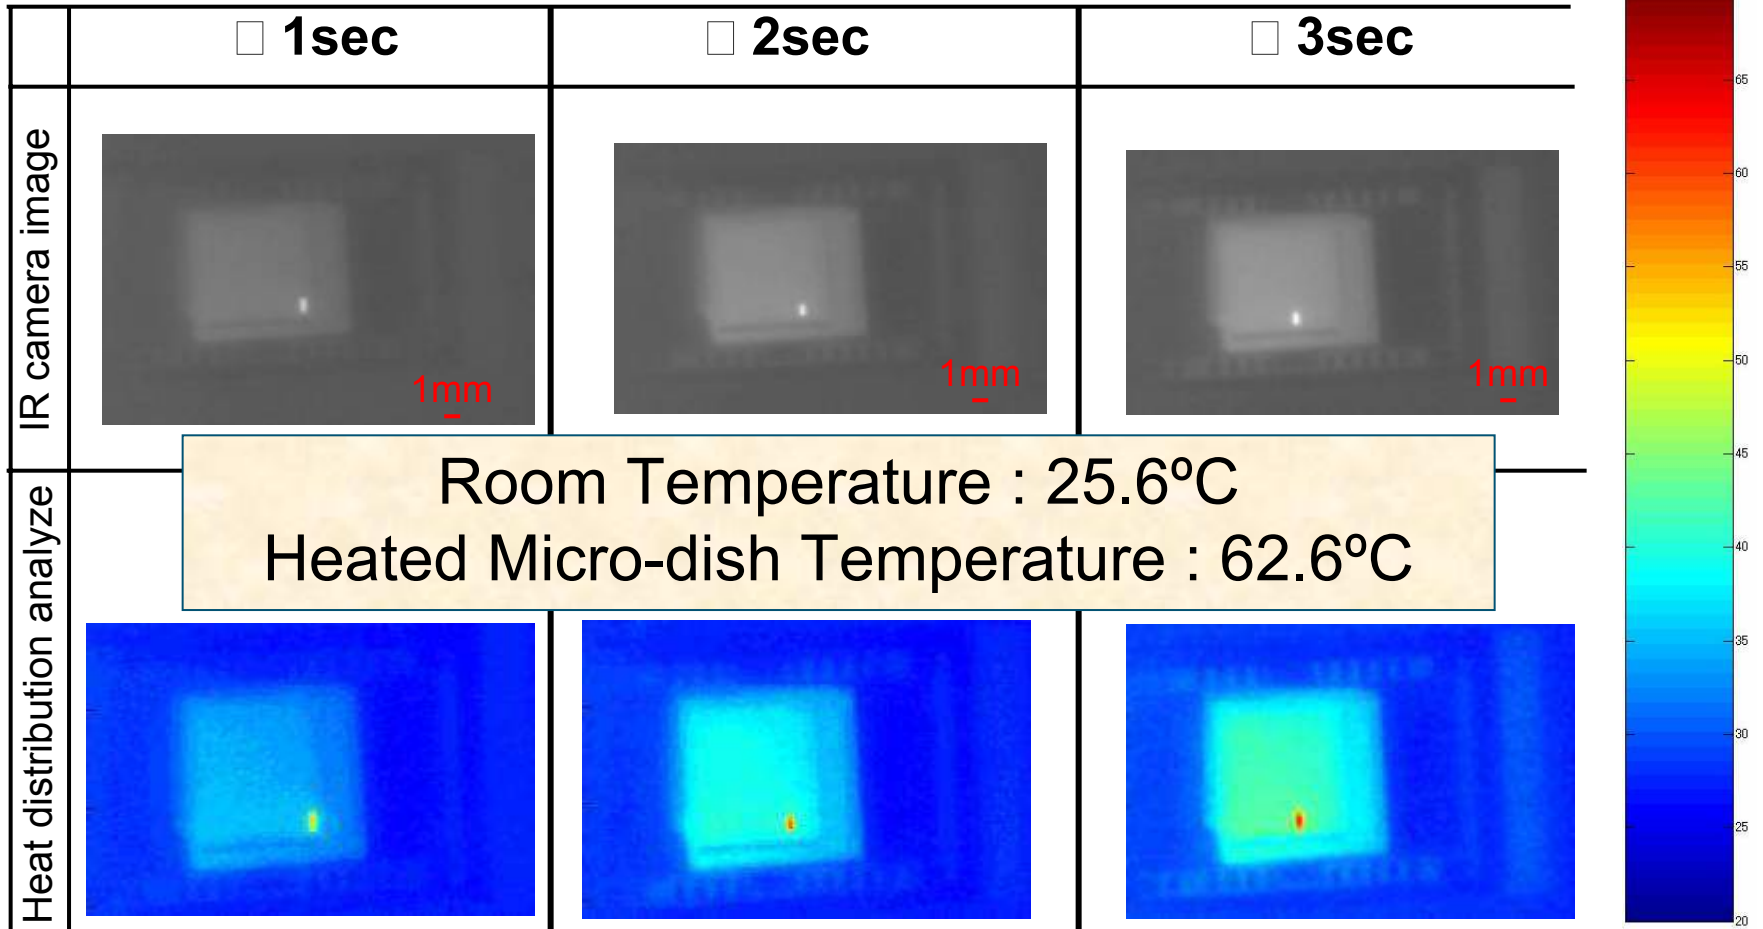 □ 1sec
□ 2sec
□ 3sec
IR camera image
1mm
1mm
1mm
Room Temperature : 25.6ºC
Heated Micro-dish Temperature : 62.6ºC
Heat distribution analyze
65
60
55
50
45
40
35
30
25
20